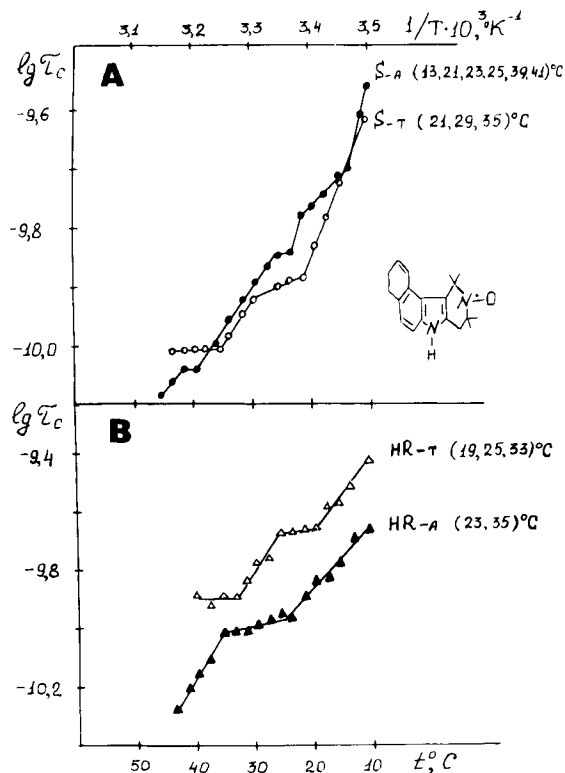 3,1 3,2 3,3 3,4 3,5 1/T·10,³ °K⁻¹
lg τc
A
S-A (13,21,23,25,39,41)°C
-9,6
S-T (21,29,35)°C
-9,8
N∸O
N
H
-10,0
lg τc
B
-9,4
HR-T (19,25,33)°C
HR-A (23,35)°C
-9,8
-10,2
50 40 30 20 10 t,°C